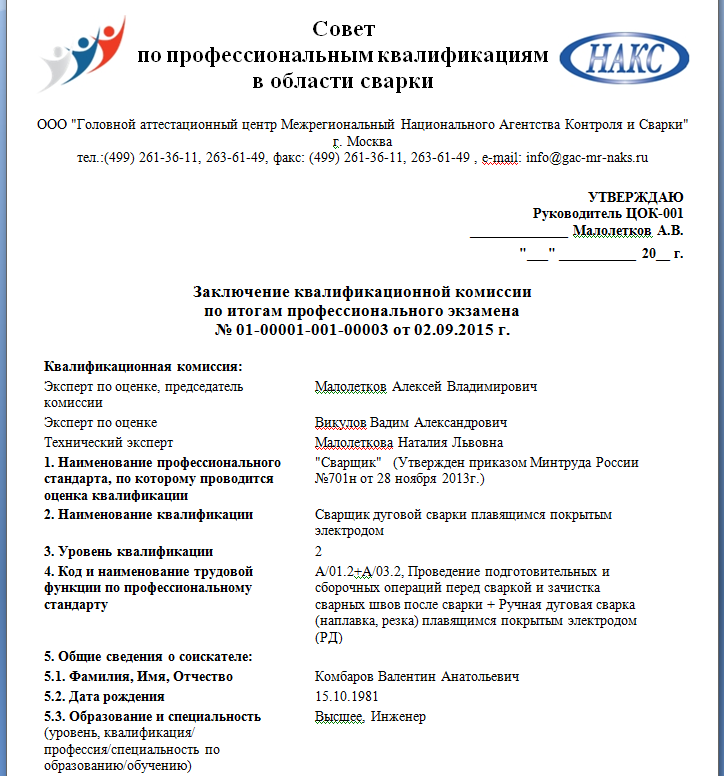 Совет
по профессиональным квалификациям
в области сварки
НАКС
ООО "Головной аттестационный центр Межрегиональный Национального Агентства Контроля и Сварки"
г. Москва
тел.:(499) 261-36-11, 263-61-49, факс: (499) 261-36-11, 263-61-49 , e-mail: info@gac-mr-naks.ru
УТВЕРЖДАЮ
Руководитель ЦОК-001
______________ Малолетков А.В.
"___" ___________ 20__ г.
Заключение квалификационной комиссии
по итогам профессионального экзамена
№ 01-00001-001-00003 от 02.09.2015 г.
Квалификационная комиссия:
Эксперт по оценке, председатель
комиссии
Малолетков Алексей Владимирович
Эксперт по оценке
Викулов Вадим Александрович
Технический эксперт
Малолеткова Наталия Львовна
1. Наименование профессионального
стандарта, по которому проводится
оценка квалификации
"Сварщик" (Утвержден приказом Минтруда России
№701н от 28 ноября 2013г.)
2. Наименование квалификации
Сварщик дуговой сварки плавящимся покрытым
электродом
3. Уровень квалификации
2
4. Код и наименование трудовой
функции по профессиональному
стандарту
А/01.2+А/03.2, Проведение подготовительных и
сборочных операций перед сваркой и зачистка
сварных швов после сварки + Ручная дуговая сварка
(наплавка, резка) плавящимся покрытым электродом
(РД)
5. Общие сведения о соискателе:
5.1. Фамилия, Имя, Отчество
Комбаров Валентин Анатольевич
5.2. Дата рождения
15.10.1981
5.3. Образование и специальность
(уровень, квалификация/
профессия/специальность по
образованию/обучению)
Высшее, Инженер